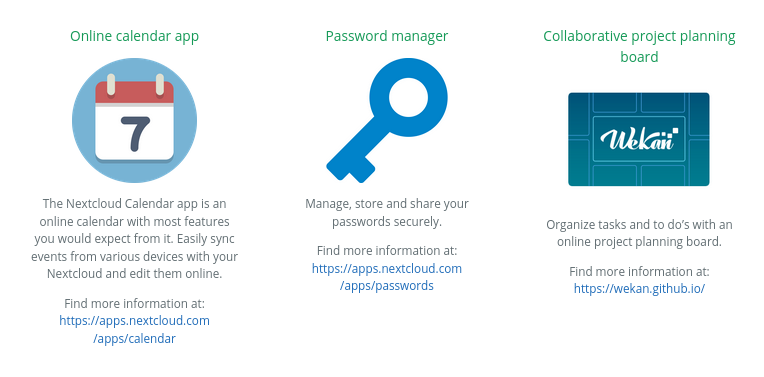 Online calendar app
7
The Nextcloud Calendar app is an
online calendar with most features
you would expect from it. Easily sync
events from various devices with your
Nextcloud and edit them online.
Find more information at:
https://apps.nextcloud.com
/apps/calendar
Password manager
Manage, store and share your
passwords securely.
Find more information at:
https://apps.nextcloud.com
/apps/passwords
Collaborative project planning
board
Wekan
Organize tasks and to do’s with an
online project planning board.
Find more information at:
https://wekan.github.io/